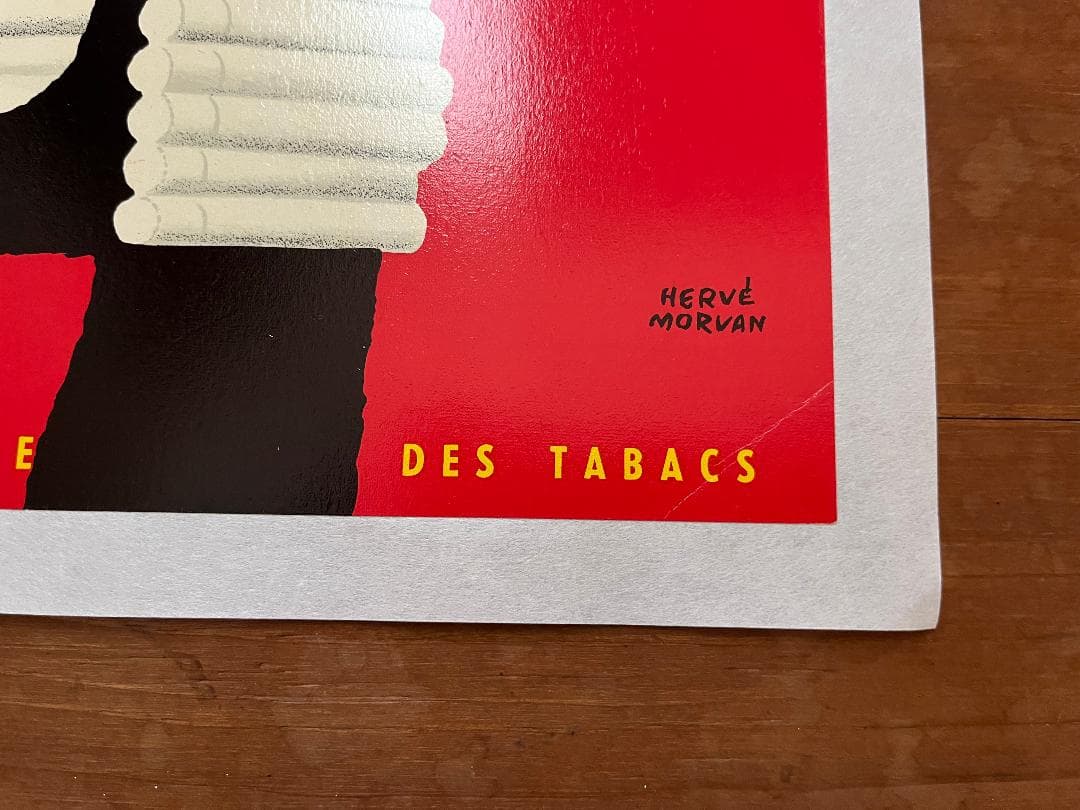 HERVÉ
MORVAN
E DES TABACS